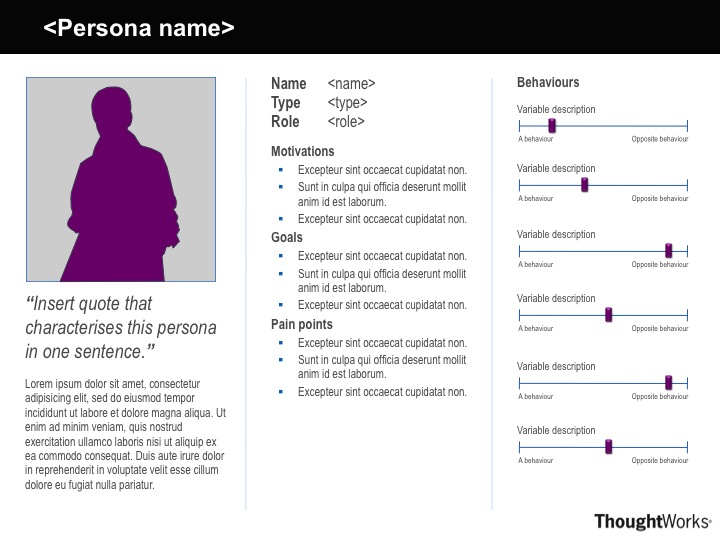 <Persona name>
“Insert quote that
characterises this persona
in one sentence.”
Lorem ipsum dolor sit amet, consectetur
adipisicing elit, sed do eiusmod tempor
incididunt ut labore et dolore magna aliqua. Ut
enim ad minim veniam, quis nostrud
exercitation ullamco laboris nisi ut aliquip ex
ea commodo consequat. Duis aute irure dolor
in reprehenderit in voluptate velit esse cillum
dolore eu fugiat nulla pariatur.
Name <name>
Type <type>
Role <role>
Motivations
Excepteur sint occaecat cupidatat non.
Sunt in culpa qui officia deserunt mollit
anim id est laborum.
Excepteur sint occaecat cupidatat non.
Goals
Excepteur sint occaecat cupidatat non.
Sunt in culpa qui officia deserunt mollit
anim id est laborum.
Excepteur sint occaecat cupidatat non.
Pain points
Excepteur sint occaecat cupidatat non.
Sunt in culpa qui officia deserunt mollit
anim id est laborum.
Excepteur sint occaecat cupidatat non.
Behaviours
Variable description
A behaviour Opposite behaviour
Variable description
A behaviour Opposite behaviour
Variable description
A behaviour Opposite behaviour
Variable description
A behaviour Opposite behaviour
Variable description
A behaviour Opposite behaviour
Variable description
A behaviour Opposite behaviour
ThoughtWorks®